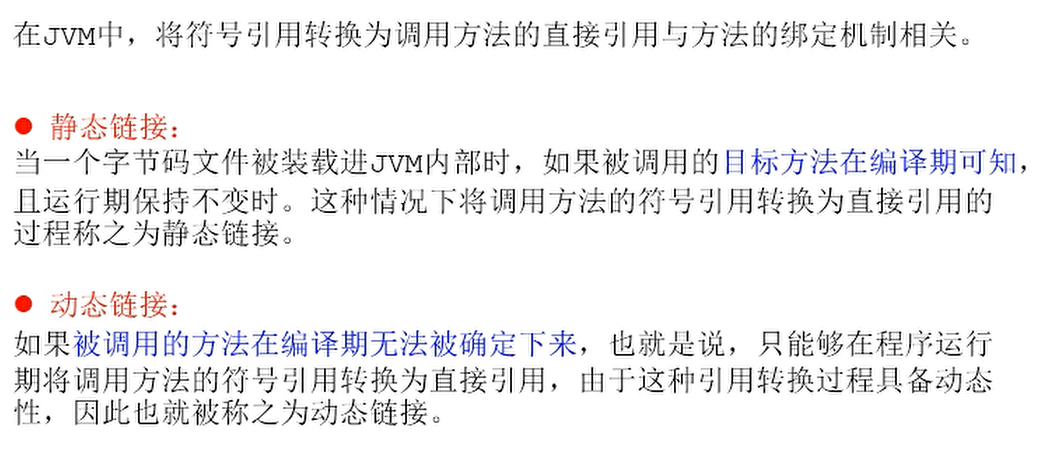 在JVM中，将符号引用转换为调用方法的直接引用与方法的绑定机制相关。
● 静态链接：
当一个字节码文件被装载进JVM内部时，如果被调用的目标方法在编译期可知，
且运行期保持不变时。这种情况下将调用方法的符号引用转换为直接引用的
过程称之为静态链接。
● 动态链接：
如果被调用的方法在编译期无法被确定下来，也就是说，只能够在程序运行
期将调用方法的符号引用转换为直接引用，由于这种引用转换过程具备动态
性，因此也就被称之为动态链接。